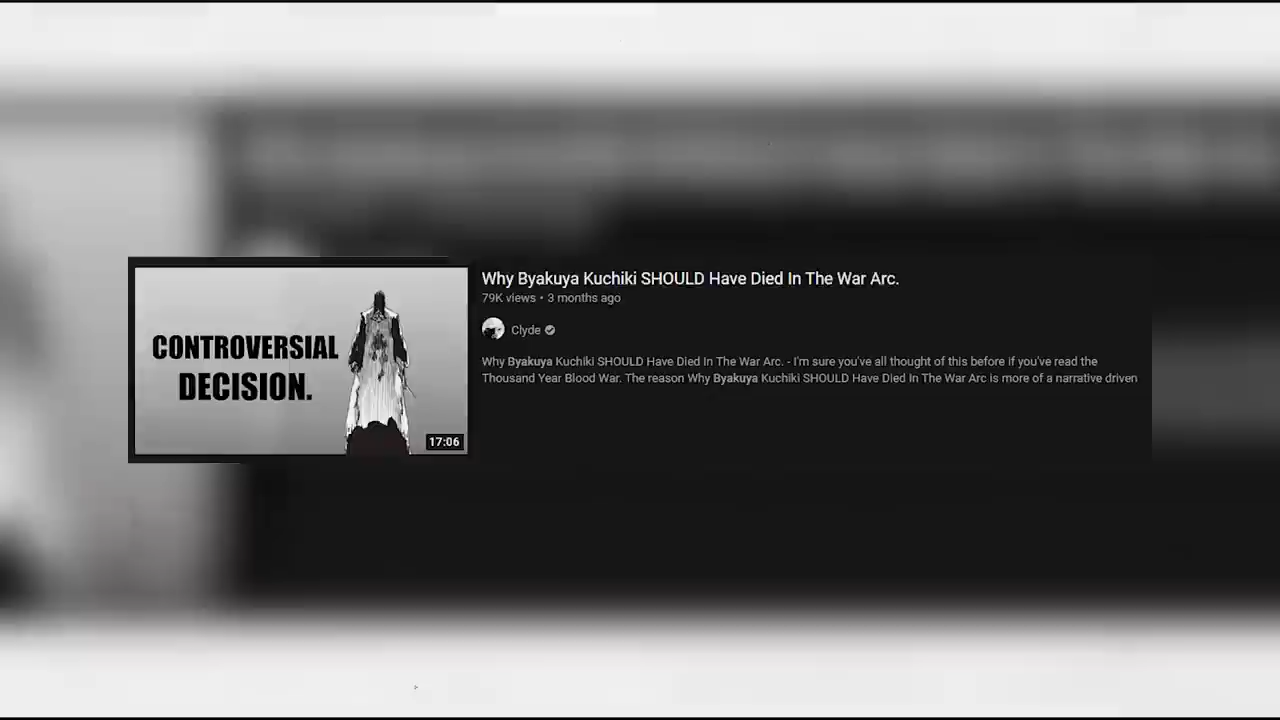 CONTROVERSIAL
DECISION.
17:06
Why Byakuya Kuchiki SHOULD Have Died In The War Arc.
79K views • 3 months ago
Clyde
Why Byakuya Kuchiki SHOULD Have Died In The War Arc. - I'm sure you've all thought of this before if you've read the
Thousand Year Blood War. The reason Why Byakuya Kuchiki SHOULD Have Died In The War Arc is more of a narrative driven